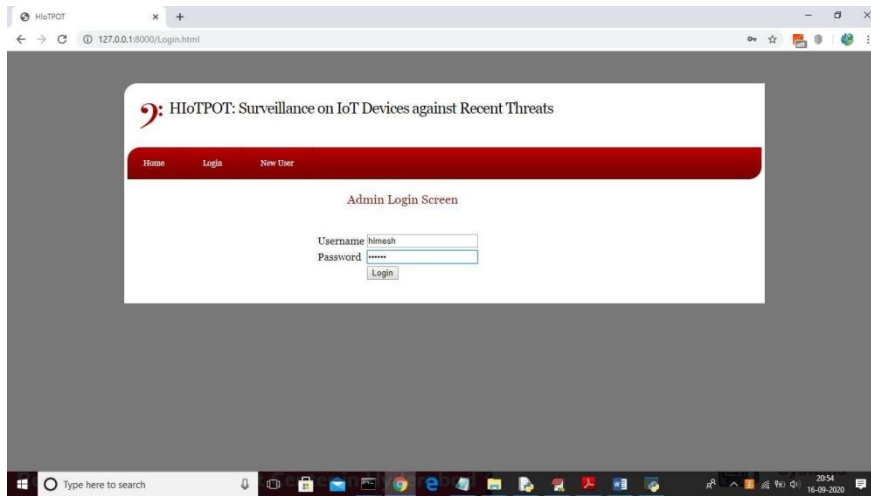 HIoTPOT
127.0.0.1:8000/Login.html
HIoTPOT: Surveillance on IoT Devices against Recent Threats
Home Login New User
Admin Login Screen
Username himesh
Password ••••••
Login
Type here to search
20:54
16-09-2020